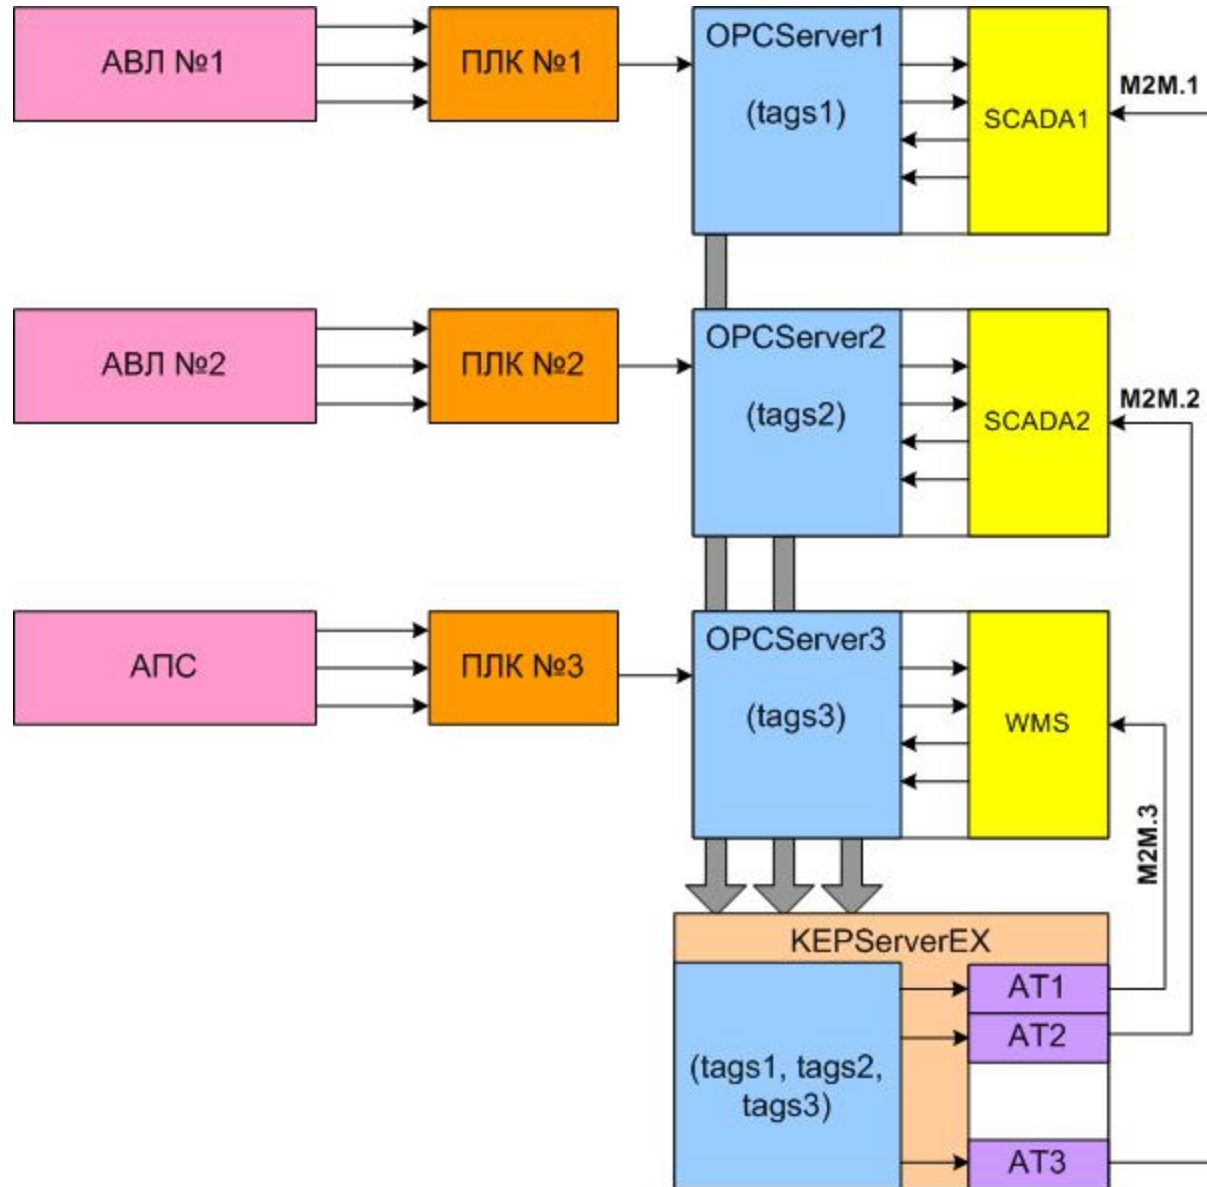 АВЛ №1
ПЛК №1
OPCServer1
(tags1)
SCADA1
M2M.1
АВЛ №2
ПЛК №2
OPCServer2
(tags2)
SCADA2
M2M.2
АПС
ПЛК №3
OPCServer3
(tags3)
WMS
M2M.3
KEPServerEX
(tags1, tags2,
tags3)
AT1
AT2
AT3